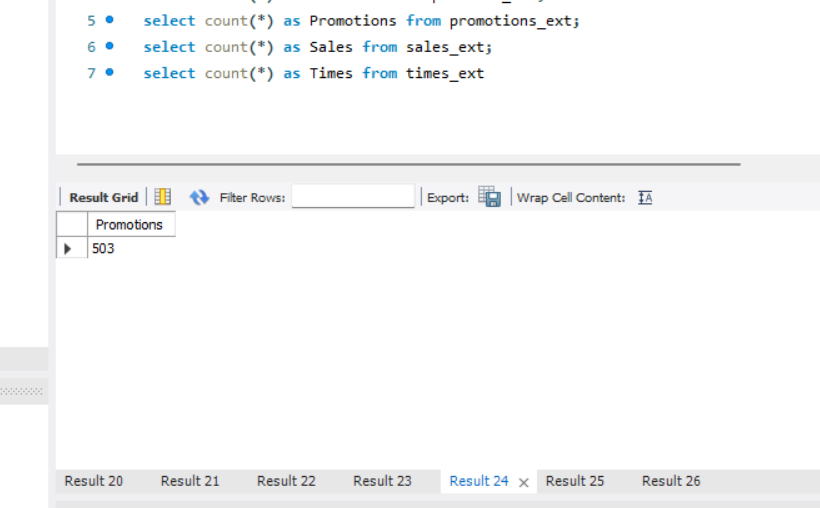 5 select count(*) as Promotions from promotions_ext;
6 select count(*) as Sales from sales_ext;
7 select count(*) as Times from times_ext
Result Grid Filter Rows: Export: Wrap Cell Content: IA
Promotions
503
Result 20 Result 21 Result 22 Result 23 Result 24 × Result 25 Result 26